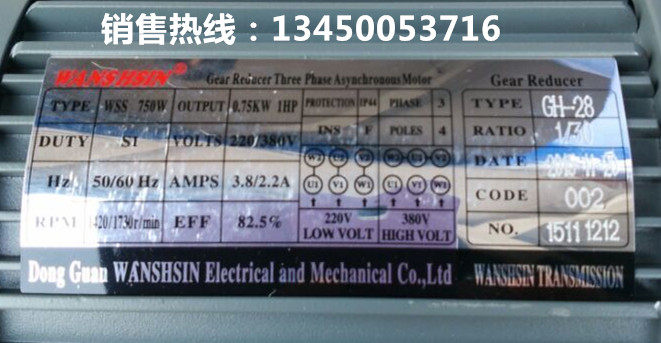 销售热线：13450053716
WANSHSIN® Gear Reducer Three Phase Asynchronous Motor Gear Reducer
TYPE WSS 750W OUTPUT 0.75KW 1HP PROTECTION IP44 PHASE 3 TYPE GH-28
INS F POLES 4 RATIO 1/30
DUTY S1 VOLTS 220/380V
W2 U2 V2 W2 U2 V2 DATE
Hz 50/60 Hz AMPS 3.8/2.2A U1 V1 W1 U1 V1 W1 CODE 002
RPM 1420/1730r/min EFF 82.5% 220V 380V NO. 15111212
LOW VOLT HIGH VOLT
Dong Guan WANSHSIN Electrical and Mechanical Co.,Ltd WANSHSIN TRANSMISSION